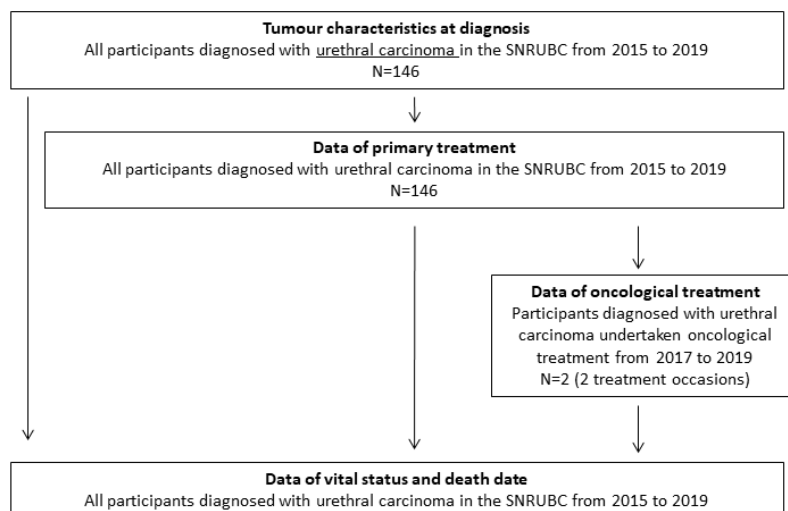 Tumour characteristics at diagnosis
All participants diagnosed with urethral carcinoma in the SNRUBC from 2015 to 2019
N=146
Data of primary treatment
All participants diagnosed with urethral carcinoma in the SNRUBC from 2015 to 2019
N=146
Data of oncological treatment
Participants diagnosed with urethral
carcinoma undertaken oncological
treatment from 2017 to 2019
N=2 (2 treatment occasions)
Data of vital status and death date
All participants diagnosed with urethral carcinoma in the SNRUBC from 2015 to 2019